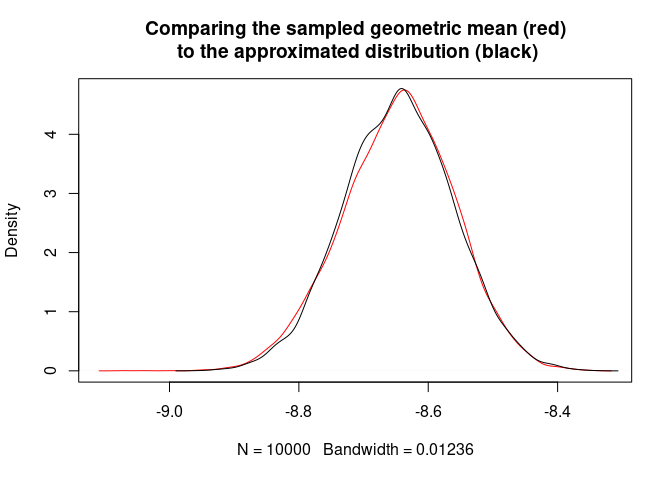 Comparing the sampled geometric mean (red)
to the approximated distribution (black)
Density
4
3
2
1
0
-9.0 -8.8 -8.6 -8.4
N = 10000 Bandwidth = 0.01236